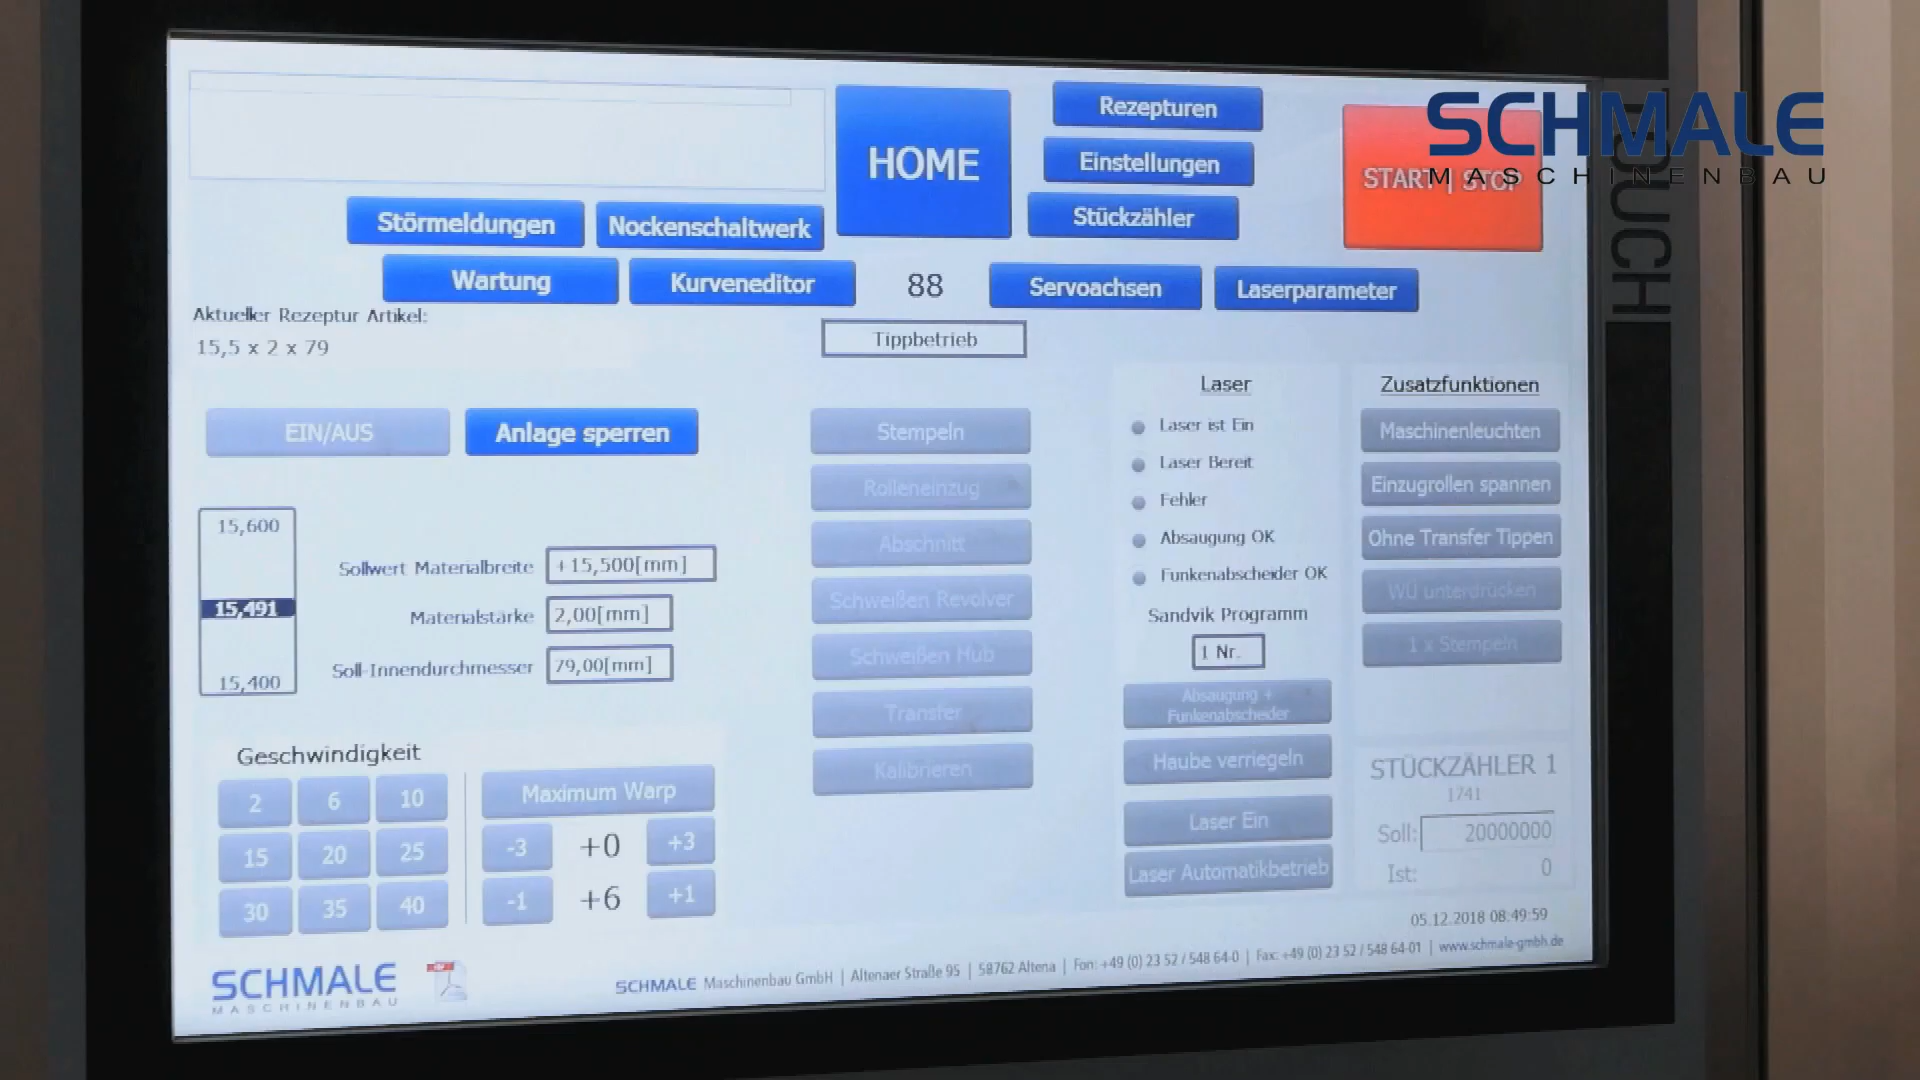 SCHMALE
MASCHINENBAU
TOUCH
HOME
Rezepturen
Einstellungen
Stückzähler
START | STOP
Störmeldungen
Nockenschaltwerk
Wartung
Kurveneditor
88
Servoachsen
Laserparameter
Aktueller Rezeptur Artikel:
15,5 x 2 x 79
Tippbetrieb
EIN/AUS
Anlage sperren
15,600
15,491
15,400
Sollwert Materialbreite
+15,500[mm]
Materialstärke
2,00[mm]
Soll-Innendurchmesser
79,00[mm]
Geschwindigkeit
2 6 10
15 20 25
30 35 40
Maximum Warp
-3 +0 +3
-1 +6 +1
Stempeln
Rolleneinzug
Abschnitt
Schweißen Revolver
Schweißen Hub
Transfer
Kalibrieren
Laser
Laser ist Ein
Laser Bereit
Fehler
Absaugung OK
Funkenabscheider OK
Sandvik Programm
1 Nr.
Absaugung +
Funkenabscheider
Haube verriegeln
Laser Ein
Laser Automatikbetrieb
Zusatzfunktionen
Maschinenleuchten
Einzugrollen spannen
Ohne Transfer Tippen
WU unterdrücken
1 x Stempeln
STÜCKZÄHLER 1
1741
Soll: 20000000
Ist: 0
05.12.2018 08:49:59
SCHMALE
MASCHINENBAU
SCHMALE Maschinenbau GmbH | Altenaer Straße 95 | 58762 Altena | Fon: +49 (0) 23 52 / 548 64-0 | Fax: +49 (0) 23 52 / 548 64-01 | www.schmale-gmbh.de